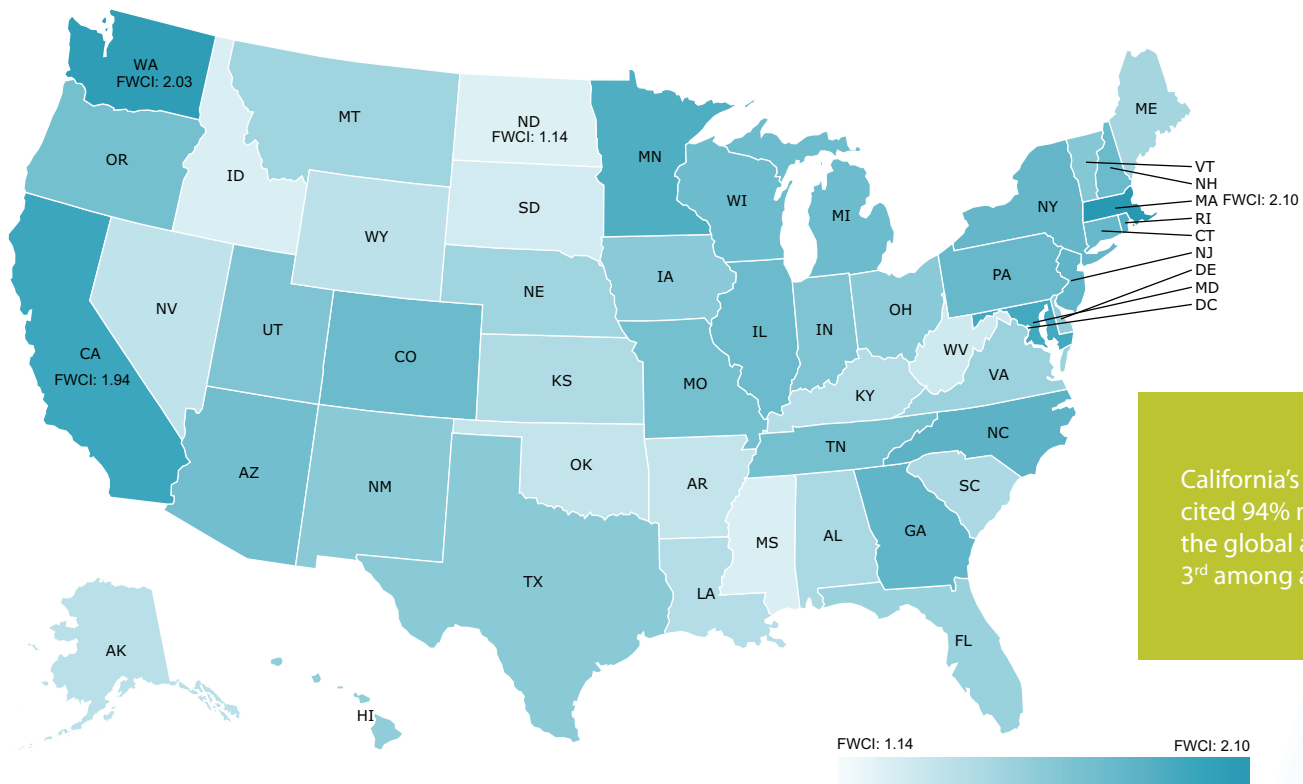 WA
FWCI: 2.03
MT
ND
FWCI: 1.14
MN
ME
OR
ID
SD
WI
MI
NY
VT
NH
MA FWCI: 2.10
RI
CT
NJ
DE
MD
DC
WY
IA
PA
NE
NV
UT
CO
IL
IN
OH
WV
VA
CA
FWCI: 1.94
KS
MO
KY
NC
TN
AZ
NM
OK
AR
SC
MS
AL
GA
TX
LA
FL
AK
HI
California's
cited 94%
the global
3rd among
FWCI: 1.14
FWCI: 2.10